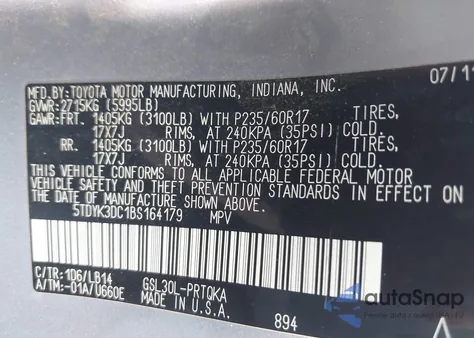 MFD. BY: TOYOTA MOTOR MANUFACTURING, INDIANA, INC. 07/11
GVWR: 2715KG (5995LB)
GAWR: FRT. 1405KG (3100LB) WITH P235/60R17 TIRES,
17X7J RIMS, AT 240KPA (35PSI) COLD.
RR. 1405KG (3100LB) WITH P235/60R17 TIRES,
17X7J RIMS, AT 240KPA (35PSI) COLD.
THIS VEHICLE CONFORMS TO ALL APPLICABLE FEDERAL MOTOR
VEHICLE SAFETY AND THEFT PREVENTION STANDARDS IN EFFECT ON
THE DATE OF MANUFACTURE SHOWN ABOVE.
5TDYK3DC1BS164179 MPV
C/TR: 1D6/LB14 GSL30L-PRTQKA
A/TM: -01A/U660E MADE IN U.S.A. 894
autoSnap